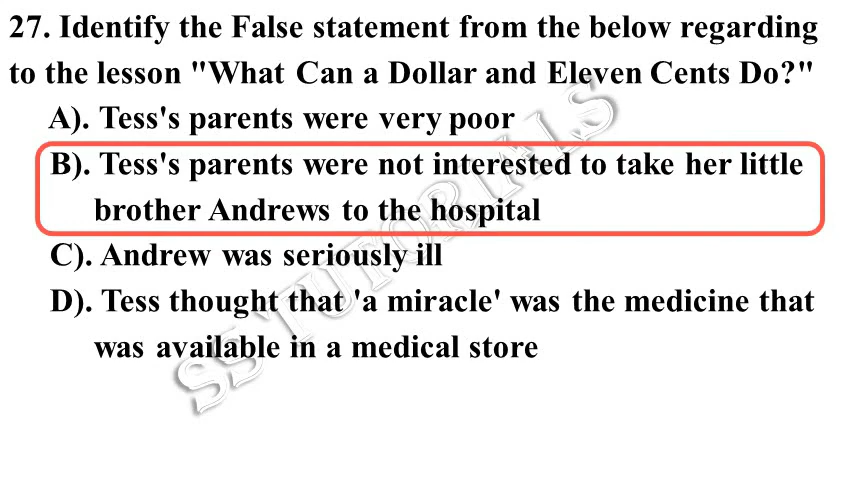 27. Identify the False statement from the below regarding
to the lesson "What Can a Dollar and Eleven Cents Do?"
A). Tess's parents were very poor
B). Tess's parents were not interested to take her little
brother Andrews to the hospital
C). Andrew was seriously ill
D). Tess thought that 'a miracle' was the medicine that
was available in a medical store
SS TUTORIALS